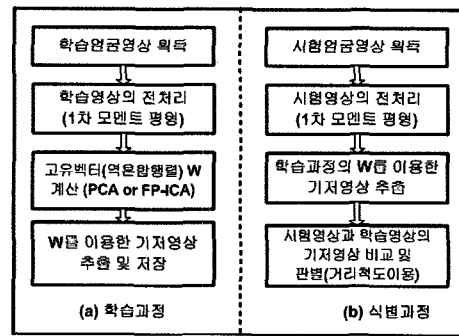 학습얼굴영상 획득
학습영상의 전처리
(1차 모멘트 평형)
고유벡터(역혼합행렬) W
계산 (PCA or FP-ICA)
W를 이용한 기저영상
추출 및 저장
(a) 학습과정
시험얼굴영상 획득
시험영상의 전처리
(1차 모멘트 평형)
학습과정의 W를 이용한
기저영상 추출
시험영상과 학습영상의
기저영상 비교 및
판별(거리척도이용)
(b) 식별과정